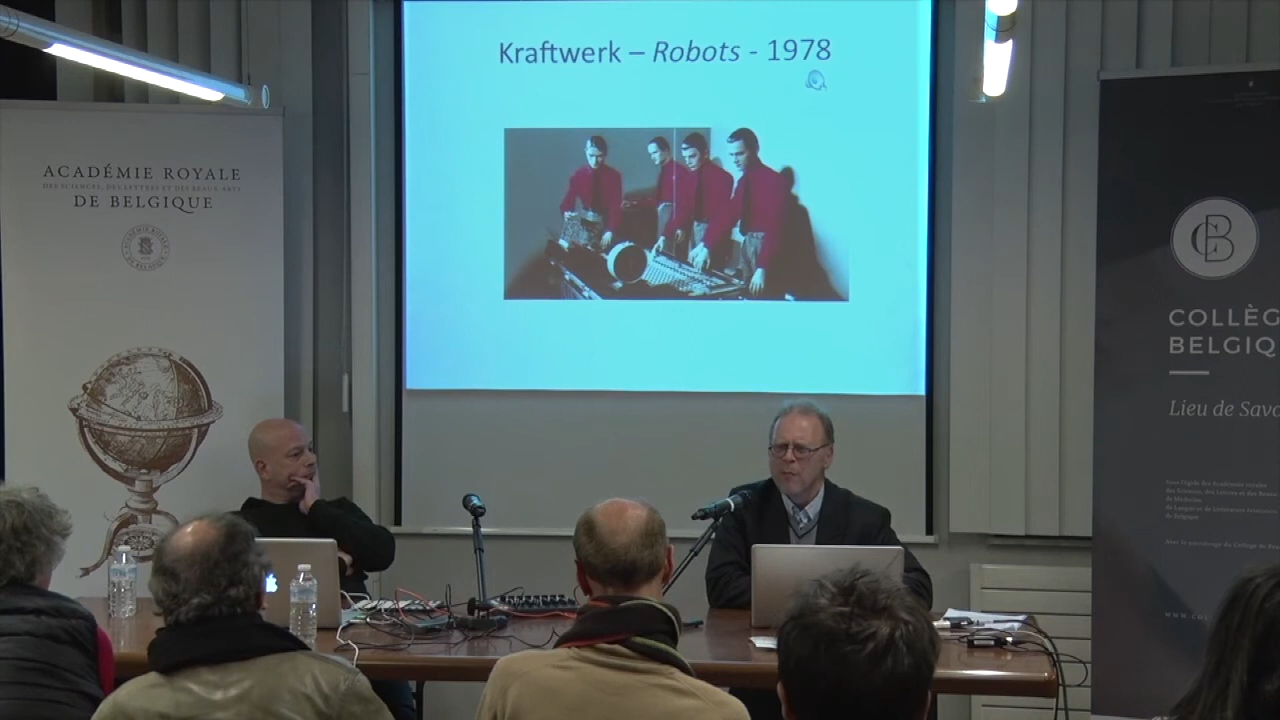 Kraftwerk – Robots - 1978
ACADÉMIE ROYALE
DES SCIENCES, DES LETTRES ET DES BEAUX-ARTS
DE BELGIQUE
CB
COLLÈG
BELGIQ
Lieu de Savo